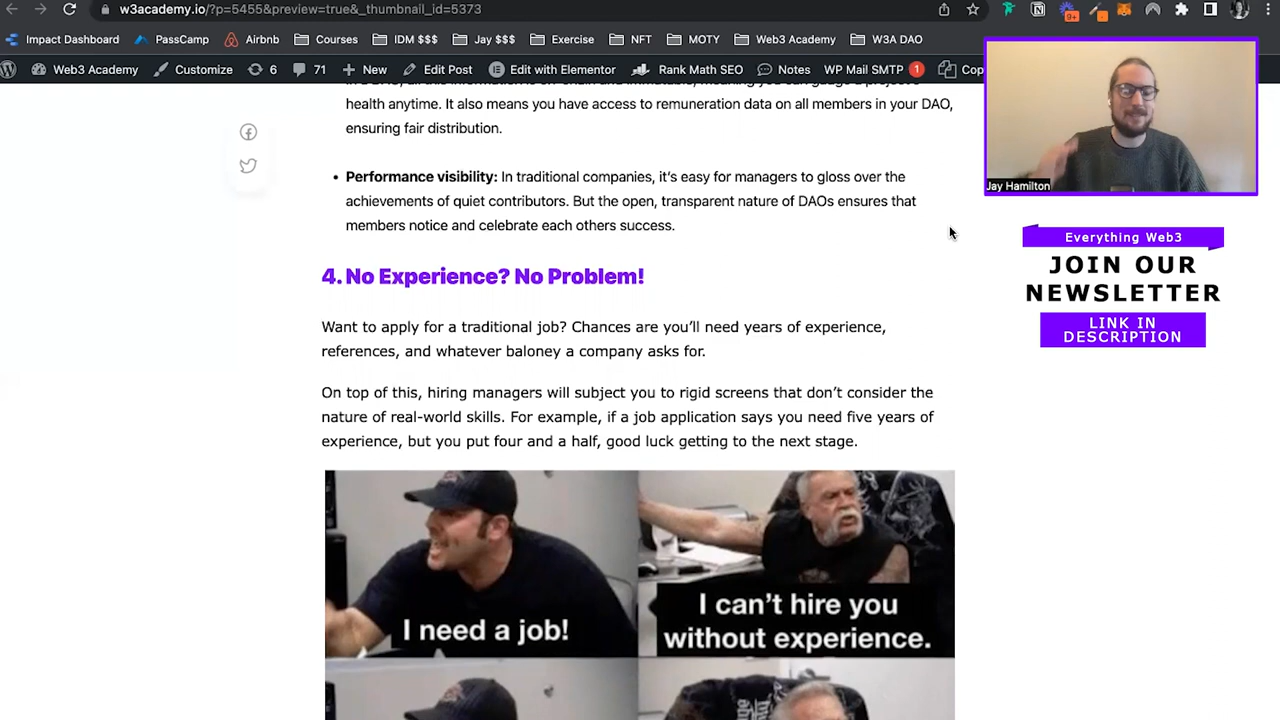 w3academy.io/?p=5455&preview=true&_thumbnail_id=5373
Impact Dashboard
PassCamp
Airbnb
Courses
IDM $$$
Jay $$$
Exercise
NFT
MOTY
Web3 Academy
W3A DAO
9+
Web3 Academy
Customize
6
71
New
Edit Post
Edit with Elementor
Rank Math SEO
Notes
WP Mail SMTP
1
Cop
health anytime. It also means you have access to remuneration data on all members in your DAO,
ensuring fair distribution.
• Performance visibility: In traditional companies, it's easy for managers to gloss over the
achievements of quiet contributors. But the open, transparent nature of DAOs ensures that
members notice and celebrate each others success.
4. No Experience? No Problem!
Want to apply for a traditional job? Chances are you'll need years of experience,
references, and whatever baloney a company asks for.
On top of this, hiring managers will subject you to rigid screens that don't consider the
nature of real-world skills. For example, if a job application says you need five years of
experience, but you put four and a half, good luck getting to the next stage.
I need a job!
I can't hire you
without experience.
Jay Hamilton
Everything Web3
JOIN OUR
NEWSLETTER
LINK IN
DESCRIPTION